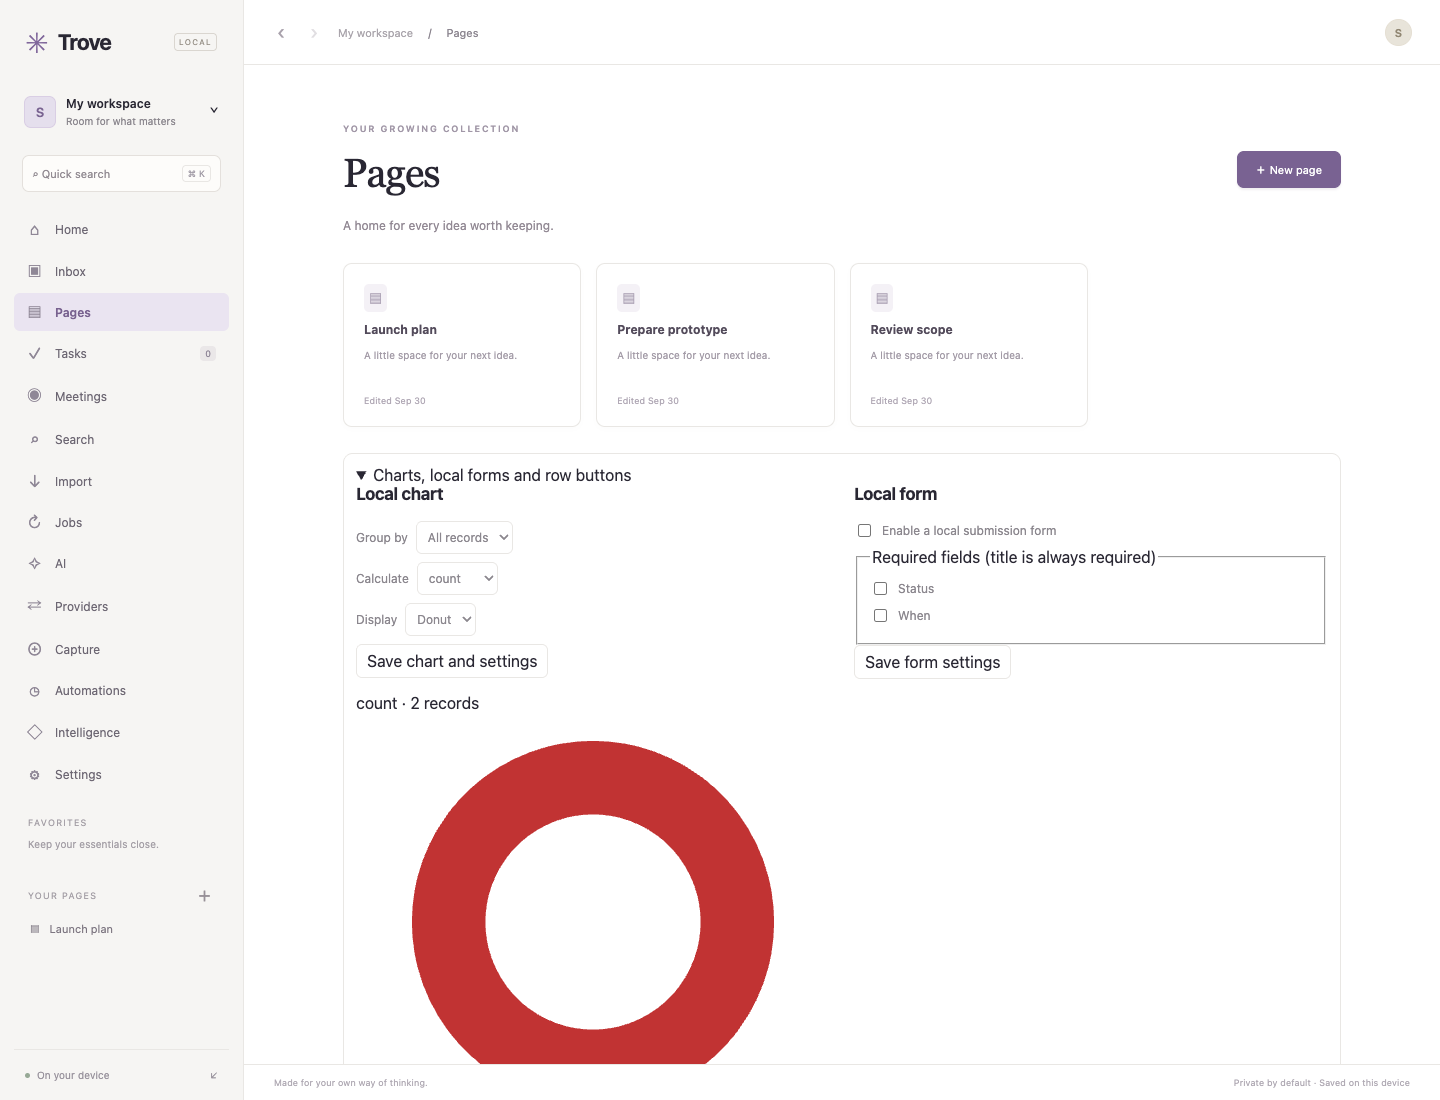 Trove
LOCAL
S
My workspace
Room for what matters
Quick search
⌘ K
Home
Inbox
Pages
Tasks
0
Meetings
Search
Import
Jobs
AI
Providers
Capture
Automations
Intelligence
Settings
FAVORITES
Keep your essentials close.
YOUR PAGES
+
Launch plan
On your device
My workspace / Pages
S
YOUR GROWING COLLECTION
Pages
+ New page
A home for every idea worth keeping.
Launch plan
A little space for your next idea.
Edited Sep 30
Prepare prototype
A little space for your next idea.
Edited Sep 30
Review scope
A little space for your next idea.
Edited Sep 30
Charts, local forms and row buttons
Local chart
Group by All records
Calculate count
Display Donut
Save chart and settings
count · 2 records
Local form
Enable a local submission form
Required fields (title is always required)
Status
When
Save form settings
Made for your own way of thinking.
Private by default · Saved on this device